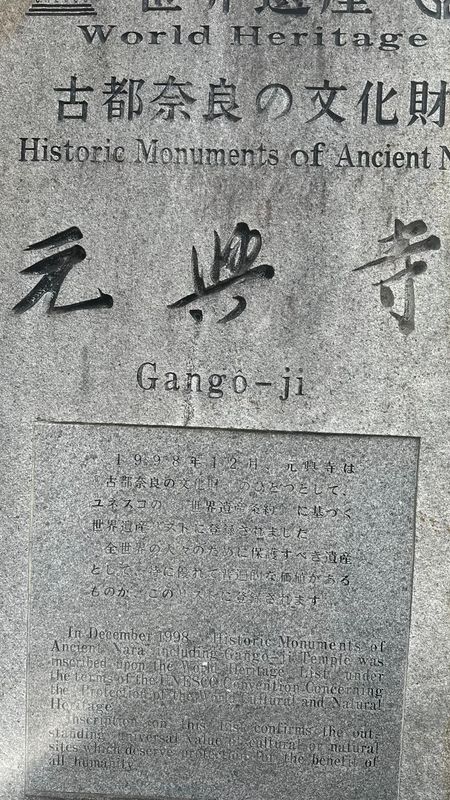 世界遺産
World Heritage
古都奈良の文化財
Historic Monuments of Ancient N
元興寺
Gangô-ji
1998年12月、元興寺は
「古都奈良の文化財」のひとつとして、
ユネスコの「世界遺産条約」に基づく
世界遺産リストに登録されました
全世界の人々のために保護すべき遺産
として、特に優れて普遍的な価値がある
ものが、このリストに登録されます
In December 1998, "Historic Monuments of
Ancient Nara" including Gangô-ji Temple was
inscribed upon the World Heritage List under
the terms of the UNESCO Convention Concerning
the Protection of the World Cultural and Natural
Heritage.
Inscription on this List confirms the out-
standing universal value of cultural or natural
sites which deserve protection for the benefit of
all humanity